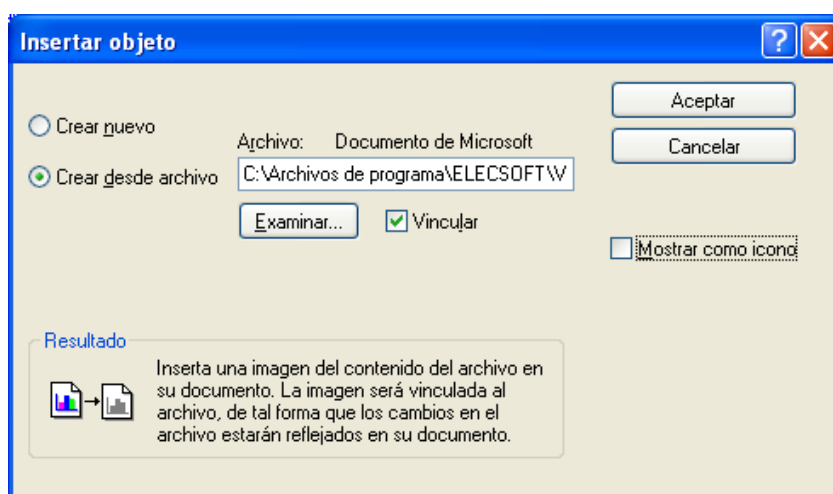 Insertar objeto
Crear nuevo
Crear desde archivo
Archivo: Documento de Microsoft
C:\Archivos de programa\ELECSOFT\V
Examinar...
Vincular
Aceptar
Cancelar
Mostrar como icono
Resultado
Inserta una imagen del contenido del archivo en
su documento. La imagen será vinculada al
archivo, de tal forma que los cambios en el
archivo estarán reflejados en su documento.